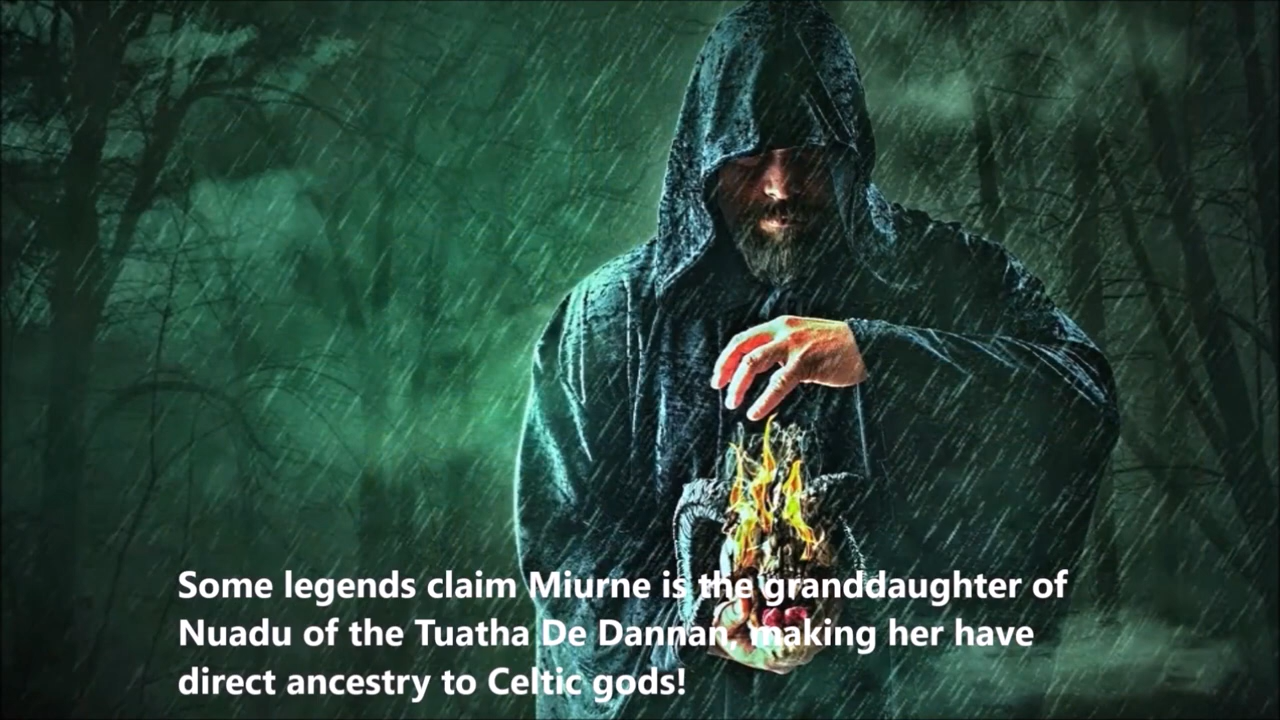 Some legends claim Miurne is the granddaughter of
Nuadu of the Tuatha De Dannan, making her have
direct ancestry to Celtic gods!